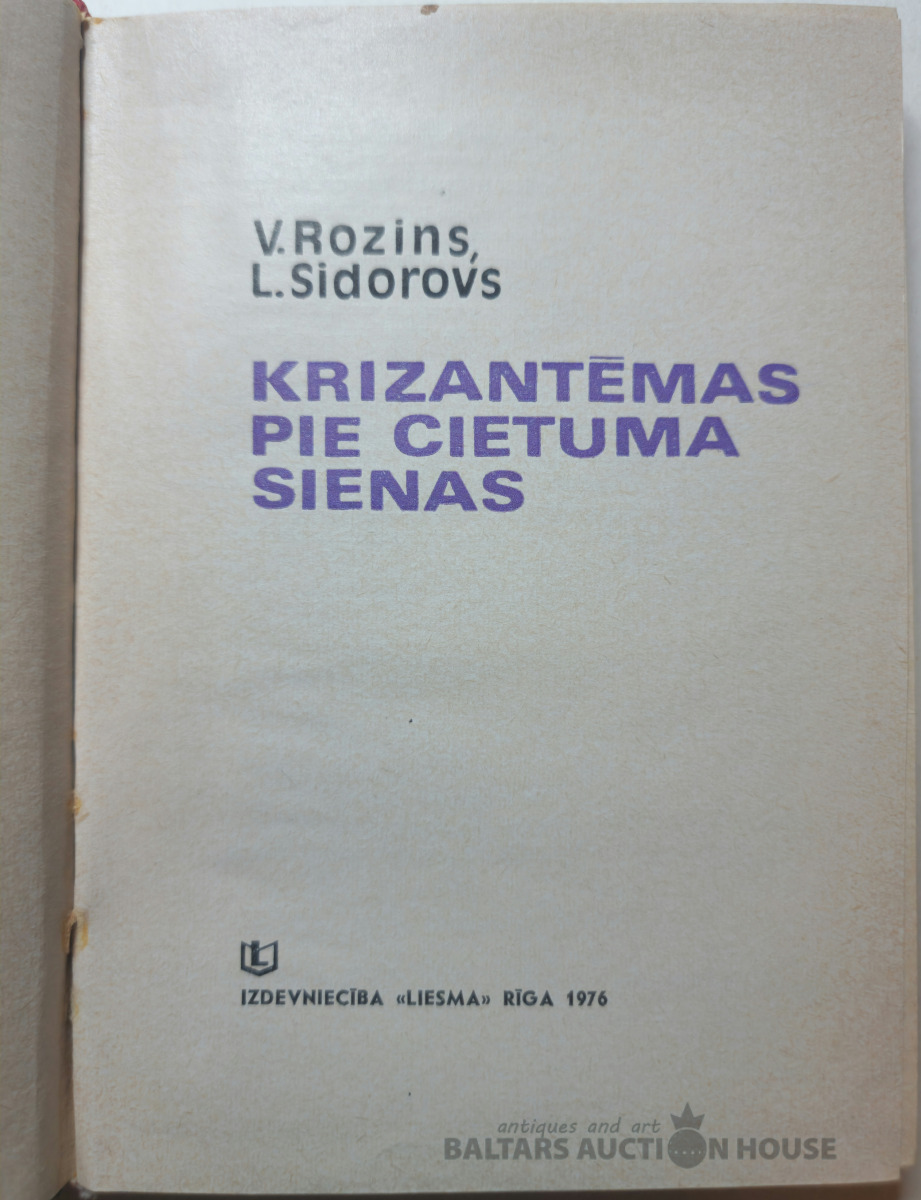 V. Rozins,
L. Sidorovs
KRIZANTĒMAS
PIE CIETUMA
SIENAS
L
IZDEVNIECĪBA «LIESMA» RĪGA 1976
antiques and art
BALTARS AUCTION HOUSE